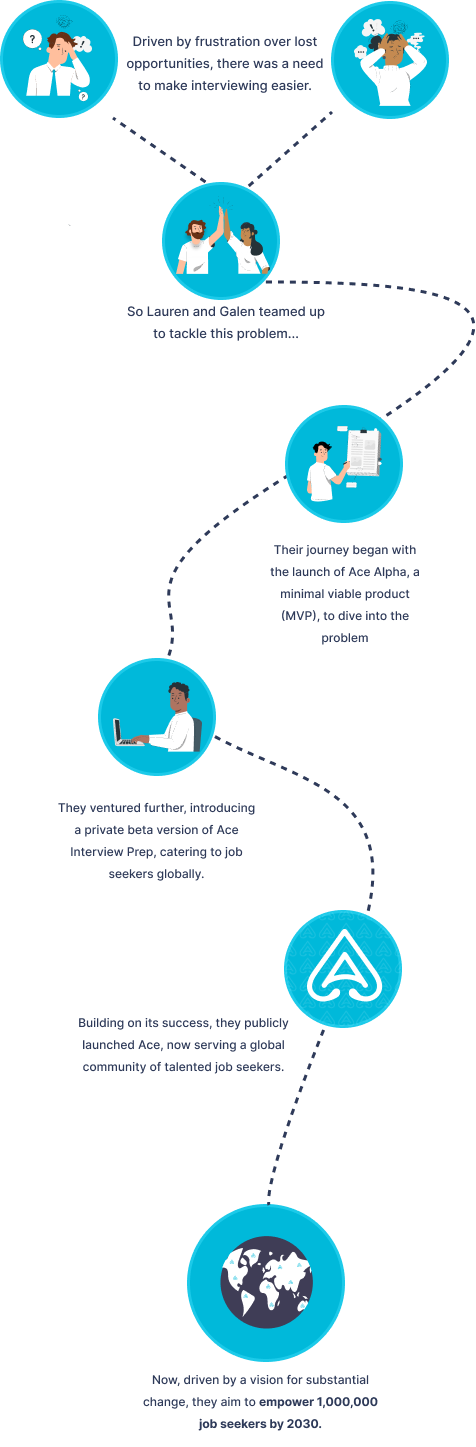 Driven by frustration over lost
opportunities, there was a need
to make interviewing easier.
So Lauren and Galen teamed up
to tackle this problem...
Their journey began with
the launch of Ace Alpha, a
minimal viable product
(MVP), to dive into the
problem
They ventured further, introducing
a private beta version of Ace
Interview Prep, catering to job
seekers globally.
Building on its success, they publicly
launched Ace, now serving a global
community of talented job seekers.
Now, driven by a vision for substantial
change, they aim to empower 1,000,000
job seekers by 2030.